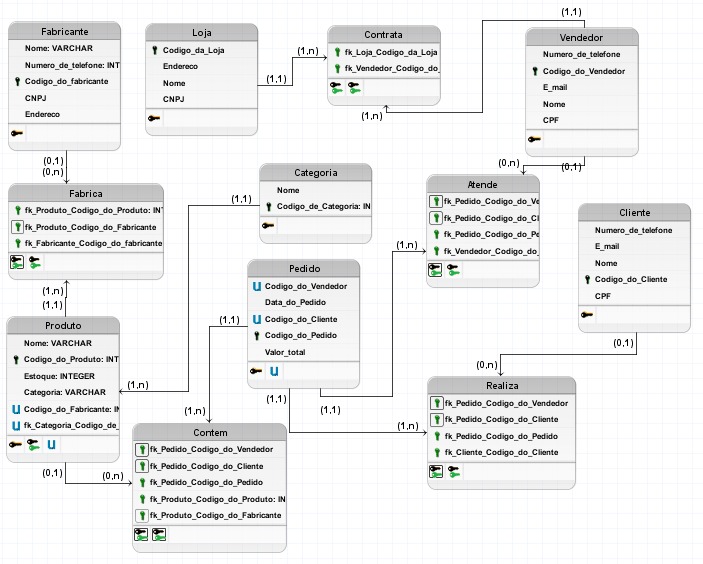 Fabricante
Nome: VARCHAR
Numero_de_telefone: INT
Codigo_do_fabricante
CNPJ
Endereco
Loja
Codigo_da_Loja
Endereco
Nome
CNPJ
Contrata
fk_Loja_Codigo_da_Loja
fk_Vendedor_Codigo_do_
Vendedor
Numero_de_telefone
Codigo_do_Vendedor
E_mail
Nome
CPF
(1,1)
(1,n)
(1,1)
(1,n)
(0,1)
(0,n)
(0,n)
(0,1)
Fabrica
fk_Produto_Codigo_do_Produto: INT
fk_Produto_Codigo_do_Fabricante
fk_Fabricante_Codigo_do_fabricante
Categoria
Nome
Codigo_de_Categoria: IN
(1,1)
Atende
fk_Pedido_Codigo_do_Ve
fk_Pedido_Codigo_do_Cl
fk_Pedido_Codigo_do_Pe
fk_Vendedor_Codigo_do_
Cliente
Numero_de_telefone
E_mail
Nome
Codigo_do_Cliente
CPF
(1,n)
(1,n)
(1,1)
Pedido
Codigo_do_Vendedor
Data_do_Pedido
Codigo_do_Cliente
Codigo_do_Pedido
Valor_total
(1,1)
Produto
Nome: VARCHAR
Codigo_do_Produto: INT
Estoque: INTEGER
Categoria: VARCHAR
Codigo_do_Fabricante: IN
fk_Categoria_Codigo_de_
(1,n)
(1,n)
(1,1)
(1,1)
(1,n)
(0,1)
(0,n)
Realiza
fk_Pedido_Codigo_do_Vendedor
fk_Pedido_Codigo_do_Cliente
fk_Pedido_Codigo_do_Pedido
fk_Cliente_Codigo_do_Cliente
Contem
fk_Pedido_Codigo_do_Vendedor
fk_Pedido_Codigo_do_Cliente
fk_Pedido_Codigo_do_Pedido
fk_Produto_Codigo_do_Produto: IN
fk_Produto_Codigo_do_Fabricante
(0,1)
(0,n)